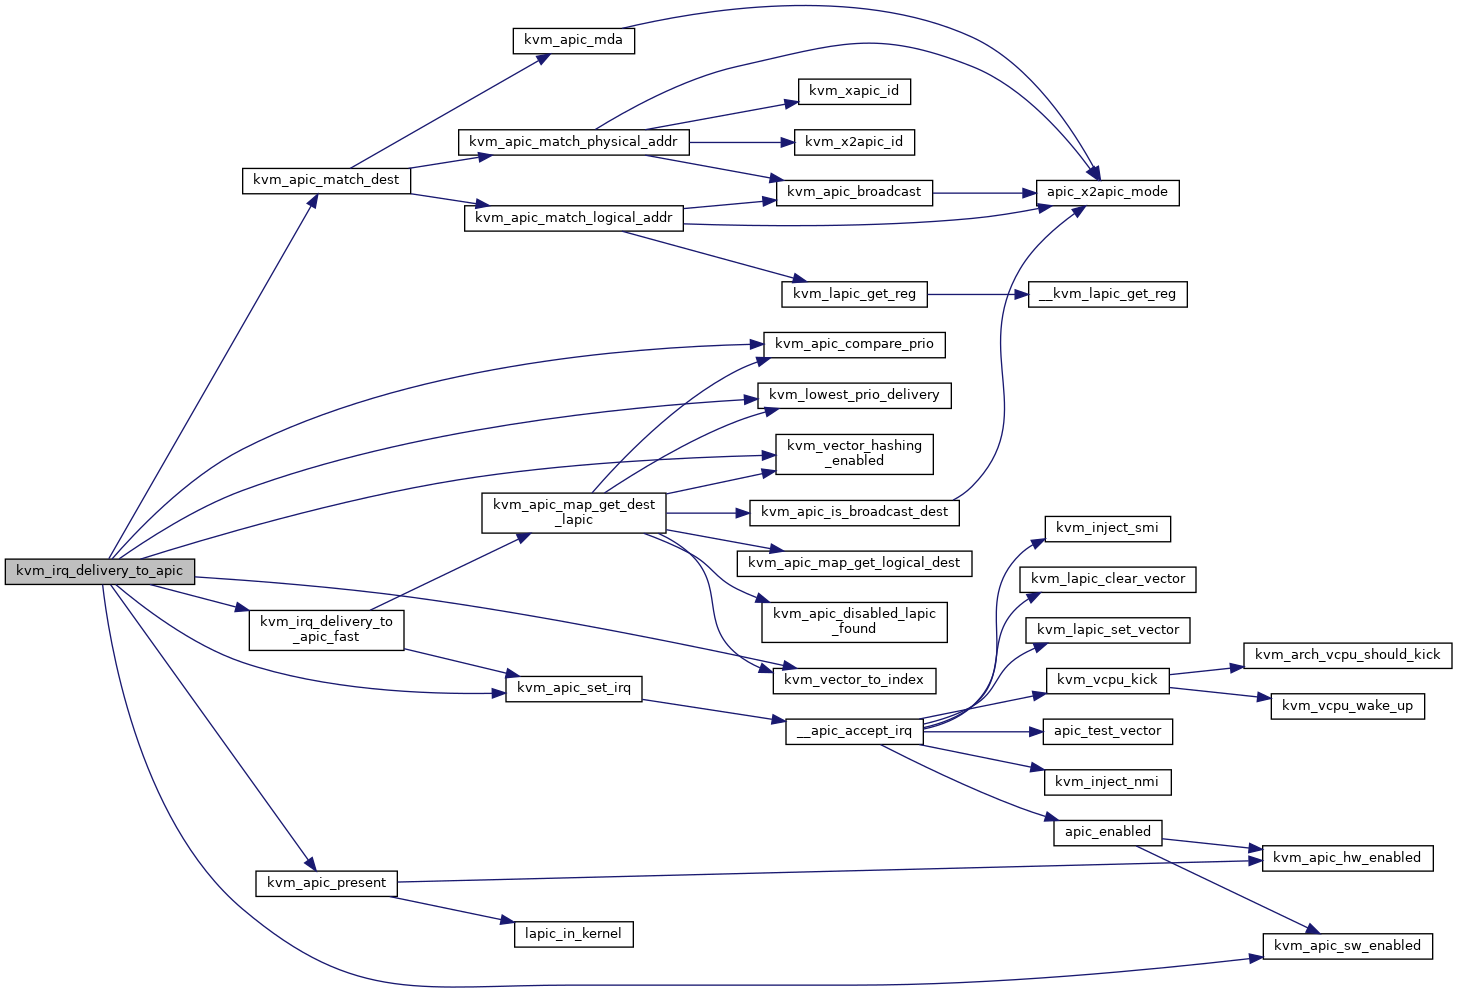 kvm_apic_mda
kvm_xapic_id
kvm_apic_match_physical_addr
kvm_x2apic_id
kvm_apic_match_dest
kvm_apic_broadcast
apic_x2apic_mode
kvm_apic_match_logical_addr
kvm_lapic_get_reg
__kvm_lapic_get_reg
kvm_apic_compare_prio
kvm_lowest_prio_delivery
kvm_vector_hashing
_enabled
kvm_apic_map_get_dest
_lapic
kvm_apic_is_broadcast_dest
kvm_inject_smi
kvm_apic_map_get_logical_dest
kvm_irq_delivery_to_apic
kvm_lapic_clear_vector
kvm_irq_delivery_to
_apic_fast
kvm_apic_disabled_lapic
_found
kvm_lapic_set_vector
kvm_arch_vcpu_should_kick
kvm_apic_set_irq
kvm_vector_to_index
kvm_vcpu_kick
kvm_vcpu_wake_up
__apic_accept_irq
apic_test_vector
kvm_inject_nmi
apic_enabled
kvm_apic_hw_enabled
kvm_apic_present
lapic_in_kernel
kvm_apic_sw_enabled